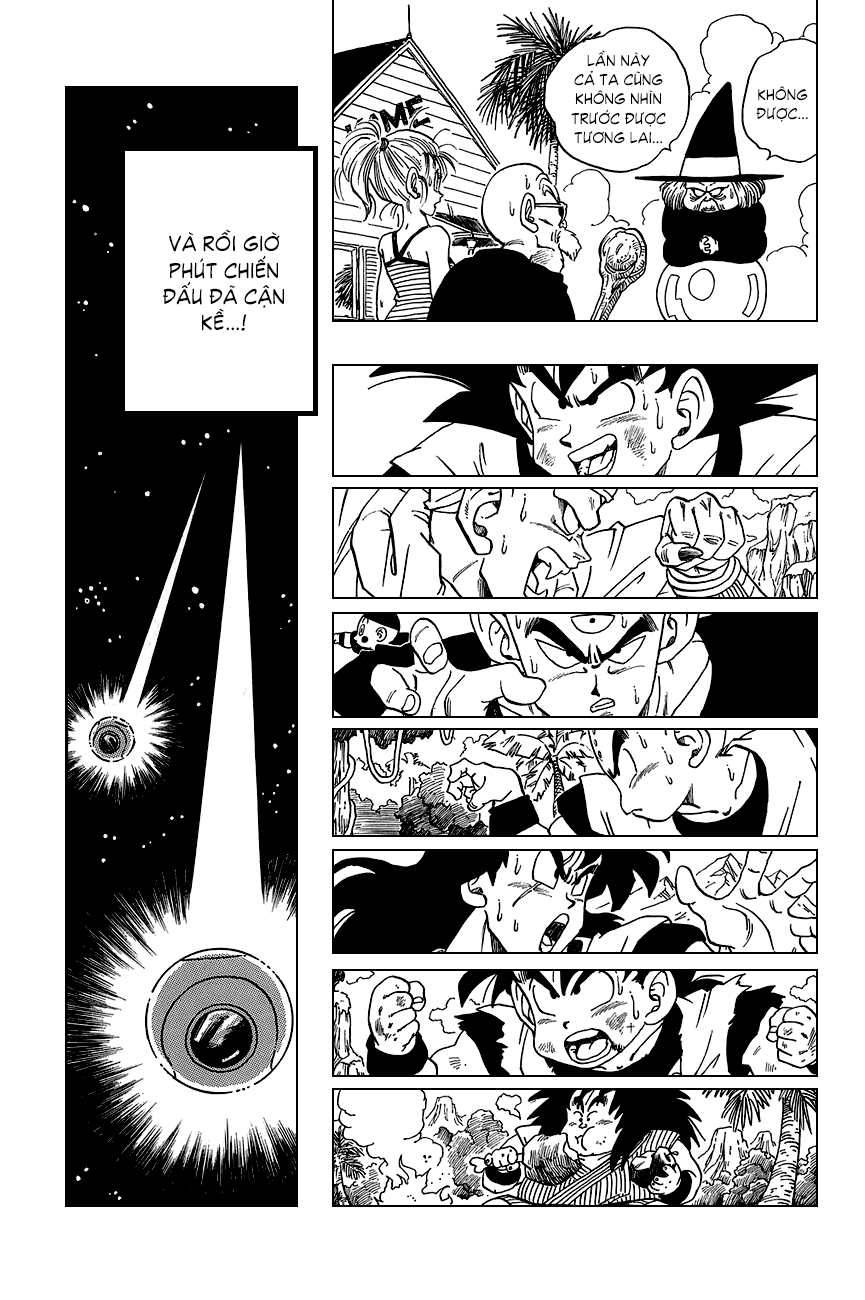 KHÔNG
ĐƯỢC...
LẦN NÀY
CẢ TA CŨNG
KHÔNG NHÌN
TRƯỚC ĐƯỢC
TƯƠNG LAI...
KAME
VÀ RỒI GIỜ
PHÚT CHIẾN
ĐẤU ĐÃ CẬN
KỀ...!